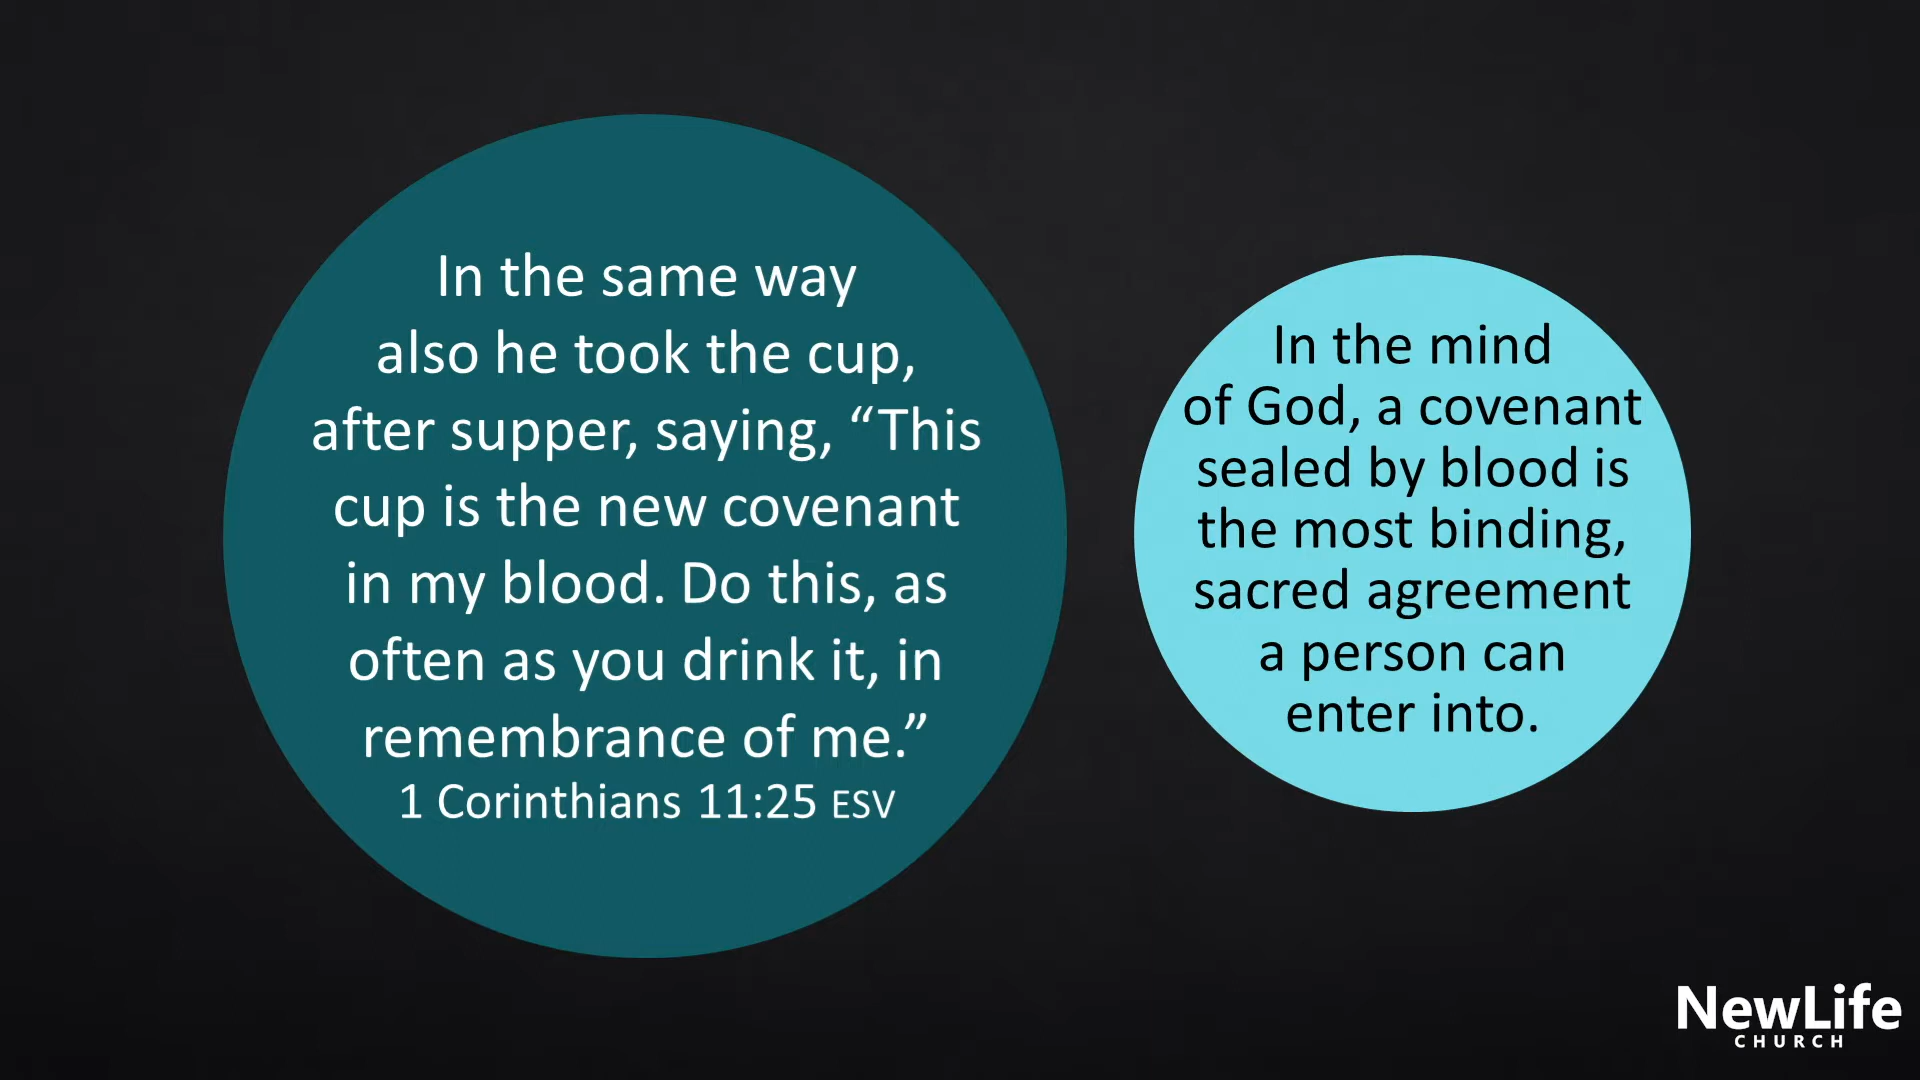 In the same way
also he took the cup,
after supper, saying, “This
cup is the new covenant
in my blood. Do this, as
often as you drink it, in
remembrance of me.”
1 Corinthians 11:25 ESV
In the mind
of God, a covenant
sealed by blood is
the most binding,
sacred agreement
a person can
enter into.
NewLife
CHURCH